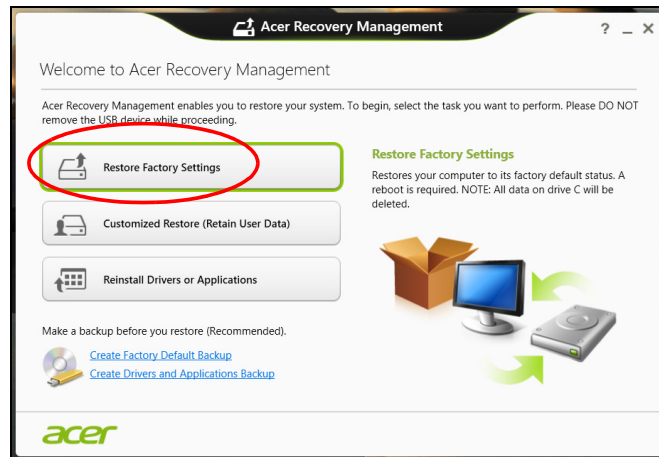 Acer Recovery Management
? _ ×
Welcome to Acer Recovery Management
Acer Recovery Management enables you to restore your system. To begin, select the task you want to perform. Please DO NOT
remove the USB device while proceeding.
Restore Factory Settings
Customized Restore (Retain User Data)
Reinstall Drivers or Applications
Restore Factory Settings
Restores your computer to its factory default status. A
reboot is required. NOTE: All data on drive C will be
deleted.
Make a backup before you restore (Recommended).
Create Factory Default Backup
Create Drivers and Applications Backup
acer